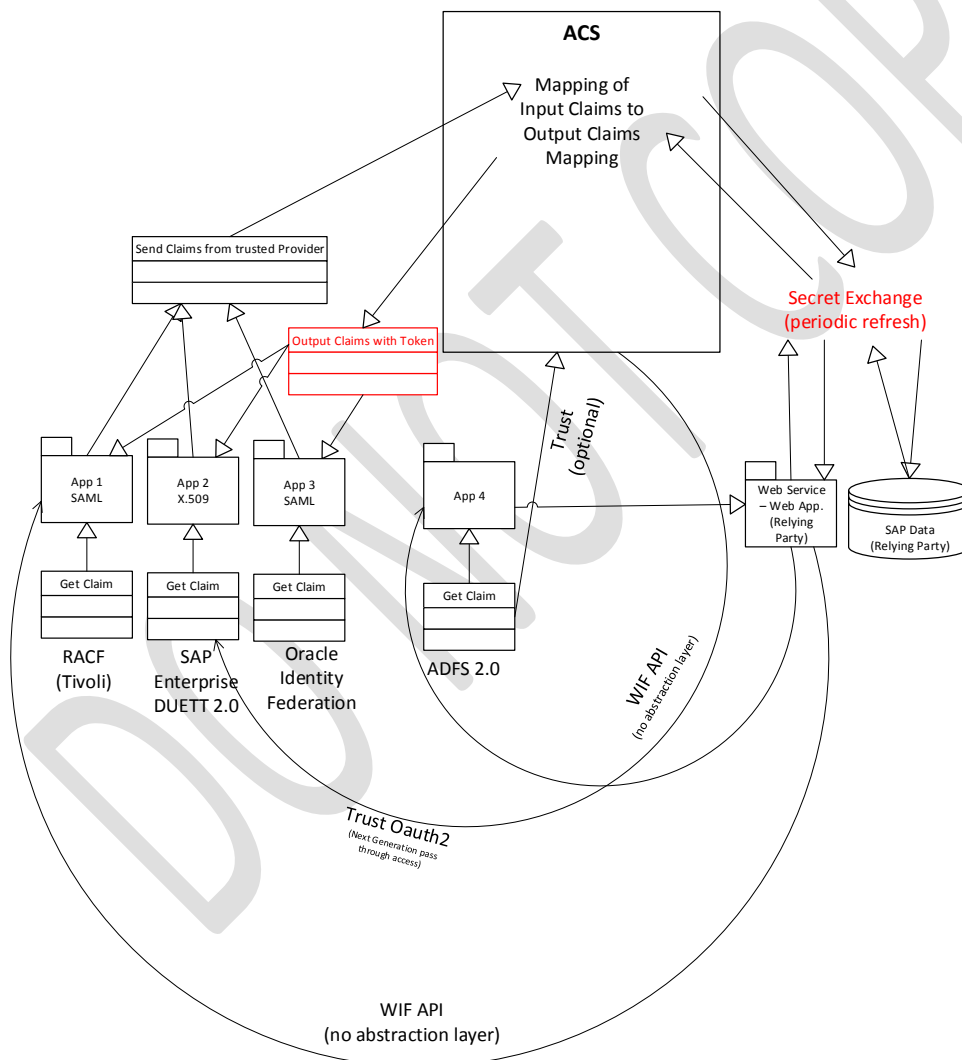 ACS
Mapping of
Input Claims to
Output Claims
Mapping
Send Claims from trusted Provider
Secret Exchange
(periodic refresh)
Output Claims with Token
Trust
(optional)
App 1
SAML
App 2
X.509
App 3
SAML
App 4
Web Service
– Web App.
(Relying
Party)
SAP Data
(Relying Party)
Get Claim
Get Claim
Get Claim
Get Claim
RACF
(Tivoli)
SAP
Enterprise
DUETT 2.0
Oracle
Identity
Federation
ADFS 2.0
WIF API
(no abstraction layer)
Trust Oauth2
(Next Generation pass
through access)
WIF API
(no abstraction layer)
DO NOT COP